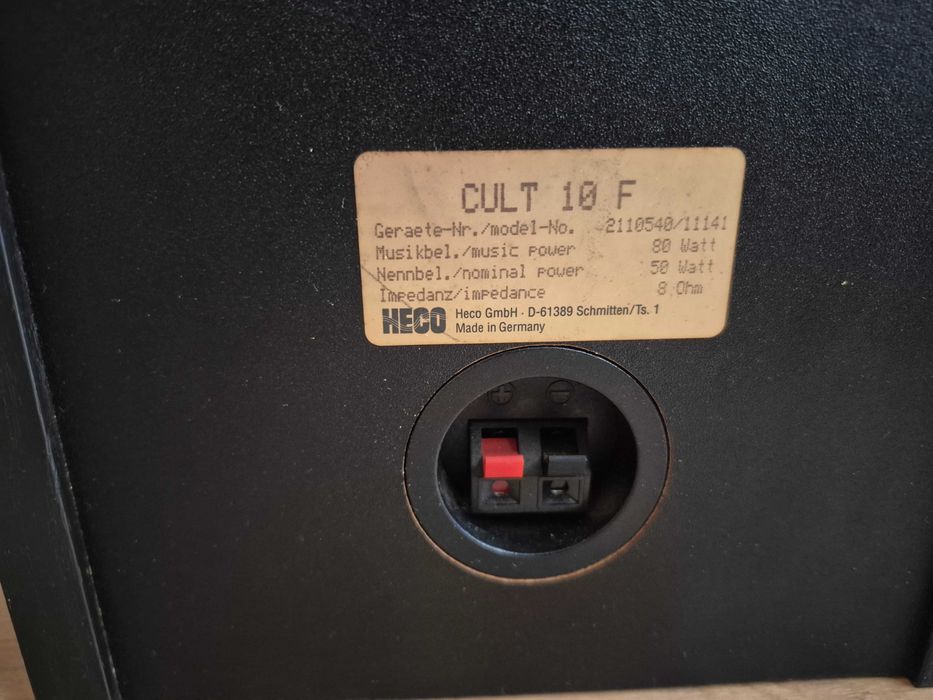 CULT 10 F
Geraete-Nr./model-No. 2110540/11141
Musikbel./music power 80 Watt
Nennbel./nominal power 50 Watt
Impedanz/impedance 8 Ohm
HECO Heco GmbH · D-61389 Schmitten/Ts. 1
Made in Germany
+ −